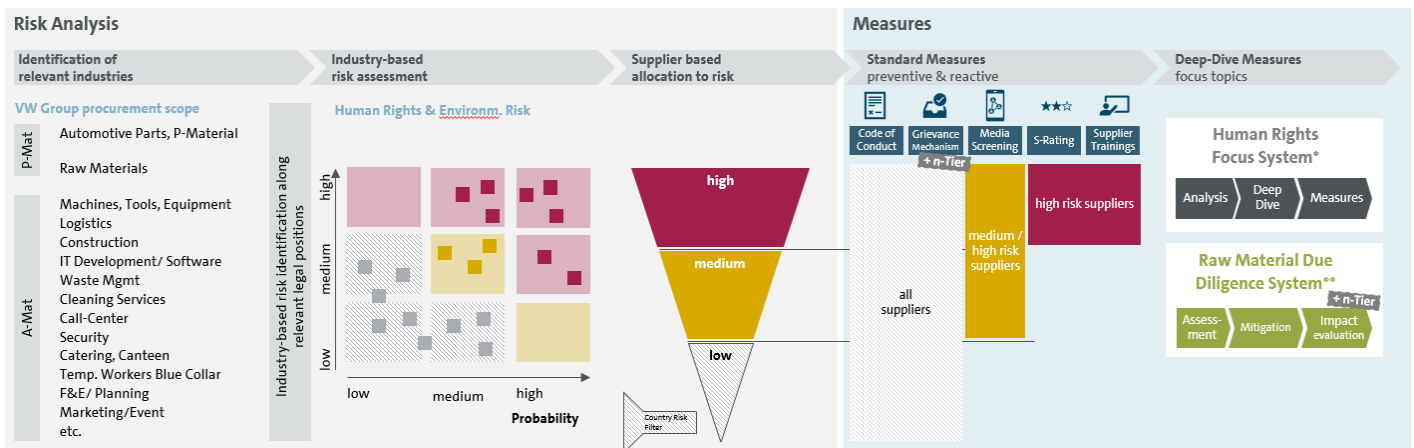 Risk Analysis
Measures
Identification of
relevant industries
Industry-based
risk assessment
Supplier based
allocation to risk
Standard Measures
preventive & reactive
Deep-Dive Measures
focus topics
VW Group procurement scope
P-Mat
Automotive Parts, P-Material
Raw Materials
A-Mat
Machines, Tools, Equipment
Logistics
Construction
IT Development/ Software
Waste Mgmt
Cleaning Services
Call-Center
Security
Catering, Canteen
Temp. Workers Blue Collar
F&E/ Planning
Marketing/Event
etc.
Industry-based risk identification along
relevant legal positions
Human Rights & Environm. Risk
high
medium
low
low
medium
high
Probability
high
medium
low
Country Risk
Filter
Code of
Conduct
Grievance
Mechanism
+ n-Tier
Media
Screening
S-Rating
Supplier
Trainings
all
suppliers
medium /
high risk
suppliers
high risk suppliers
Human Rights
Focus System*
Analysis
Deep
Dive
Measures
Raw Material Due
Diligence System**
+ n-Tier
Assess-
ment
Mitigation
Impact
evaluation